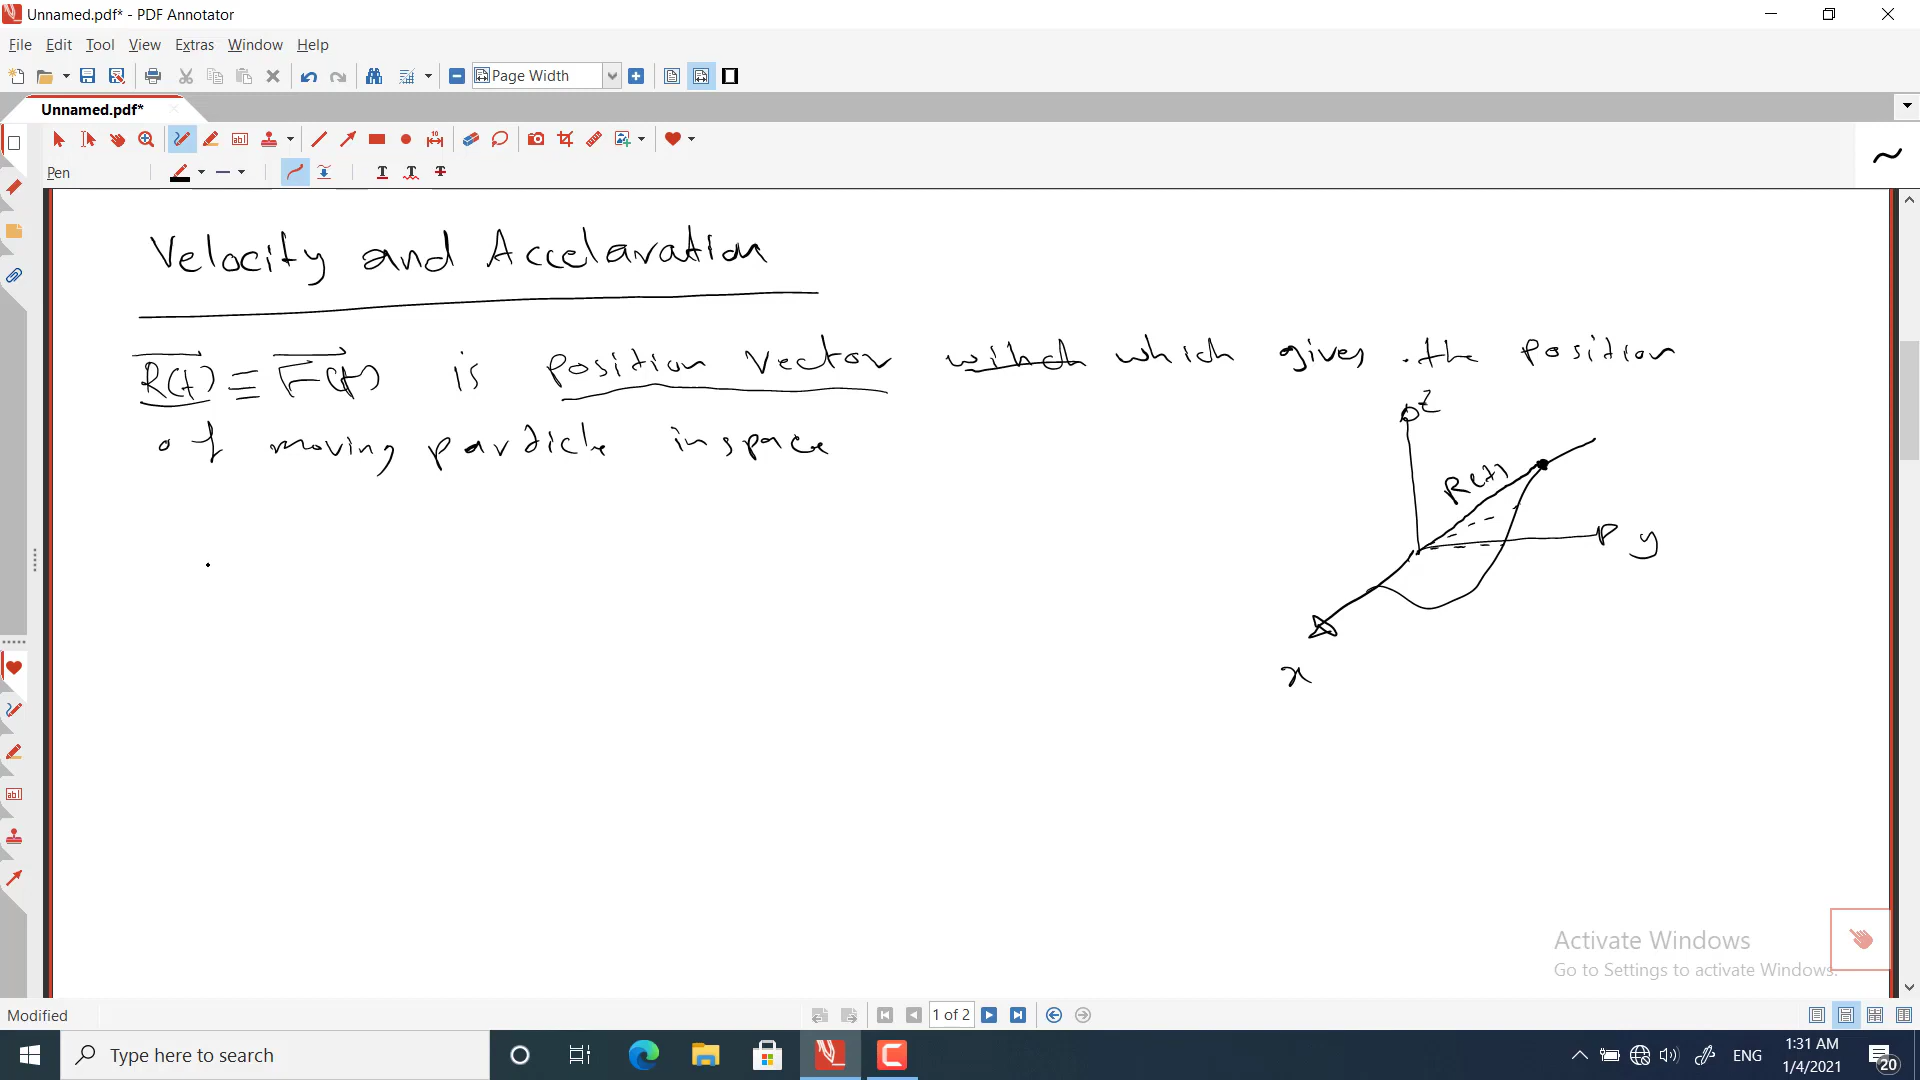 Unnamed.pdf* - PDF Annotator
File Edit Tool View Extras Window Help
Page Width
Unnamed.pdf*
Pen
Velocity and Accelaration
R(t) ≡ F(t) is position vector which gives the position
of moving particle in space
z
R(t)
y
x
Activate Windows
Go to Settings to activate Windows.
Modified
1 of 2
Type here to search
ENG
1:31 AM
1/4/2021
20